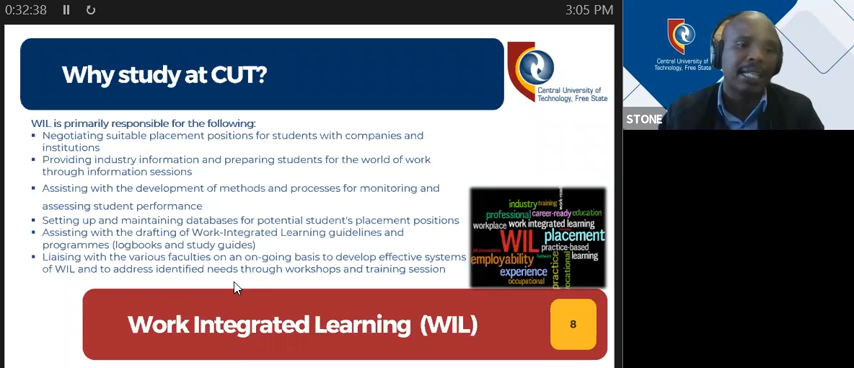 0:32:38
3:05 PM
Why study at CUT?
Central University of
Technology, Free State
WIL is primarily responsible for the following:
▪ Negotiating suitable placement positions for students with companies and
institutions
▪ Providing industry information and preparing students for the world of work
through information sessions
▪ Assisting with the development of methods and processes for monitoring and
assessing student performance
▪ Setting up and maintaining databases for potential student's placement positions
▪ Assisting with the drafting of Work-Integrated Learning guidelines and
programmes (logbooks and study guides)
▪ Liaising with the various faculties on an on-going basis to develop effective systems
of WIL and to address identified needs through workshops and training session
industry training
professional career-ready education
workplace work integrated learning
WIL placement
practice-based
learning
employability
experience
occupational
practice
vocational
Work Integrated Learning (WIL)
8
Central University of
Technology, Free State
STONE